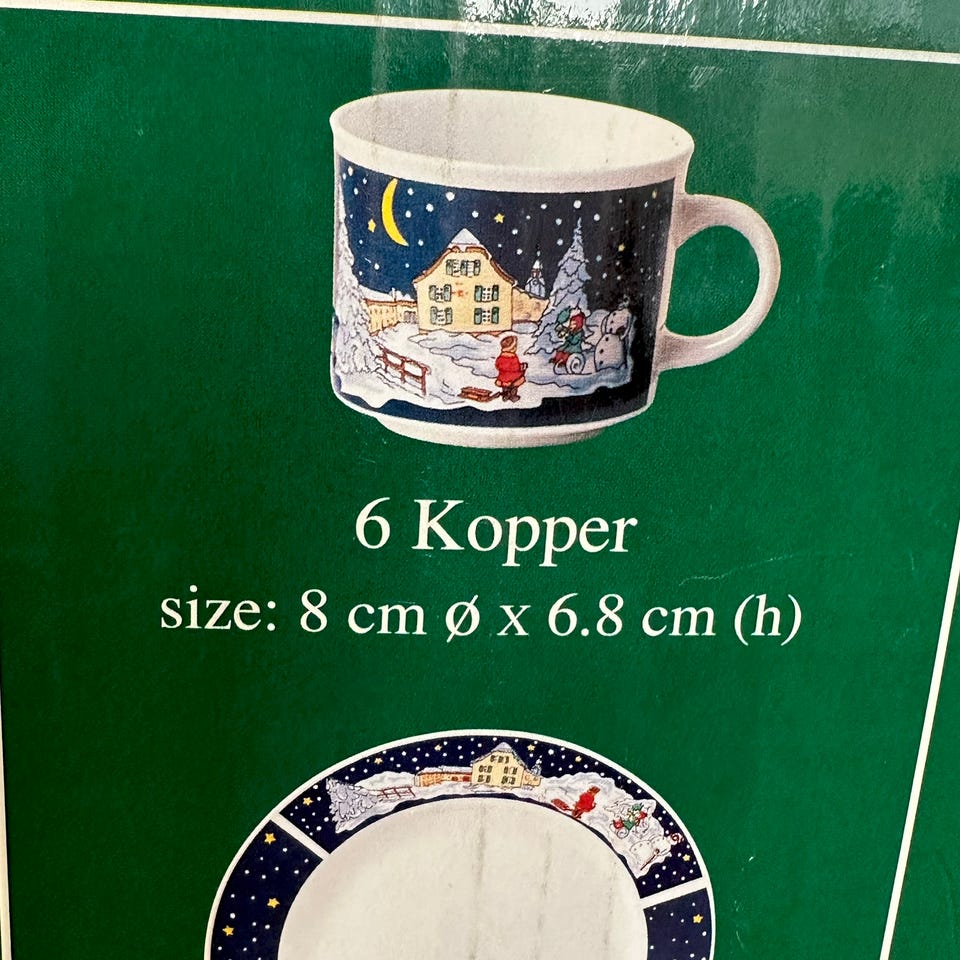 6 Kopper
size: 8 cm ø x 6.8 cm (h)